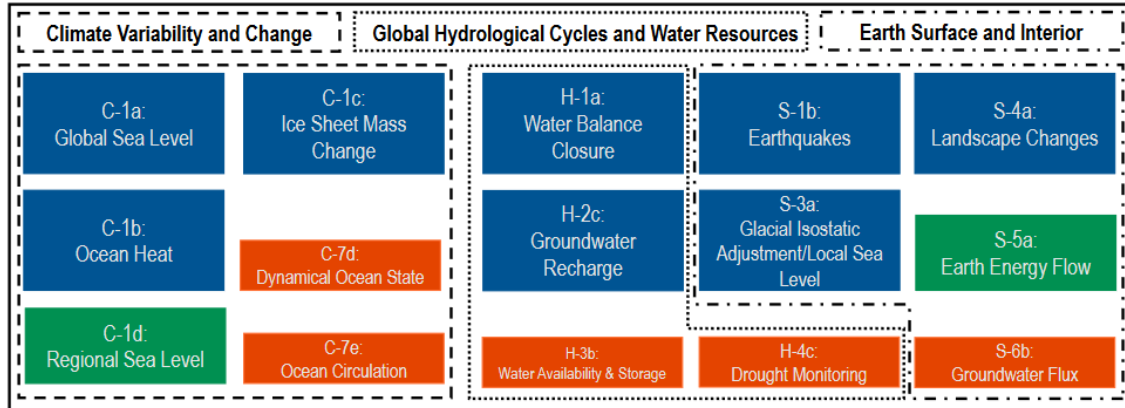 Climate Variability and Change
Global Hydrological Cycles and Water Resources
Earth Surface and Interior
C-1a:
Global Sea Level
C-1c:
Ice Sheet Mass
Change
H-1a:
Water Balance
Closure
S-1b:
Earthquakes
S-4a:
Landscape Changes
C-1b:
Ocean Heat
C-7d:
Dynamical Ocean State
H-2c:
Groundwater
Recharge
S-3a:
Glacial Isostatic
Adjustment/Local Sea
Level
S-5a:
Earth Energy Flow
C-1d:
Regional Sea Level
C-7e:
Ocean Circulation
H-3b:
Water Availability & Storage
H-4c:
Drought Monitoring
S-6b:
Groundwater Flux